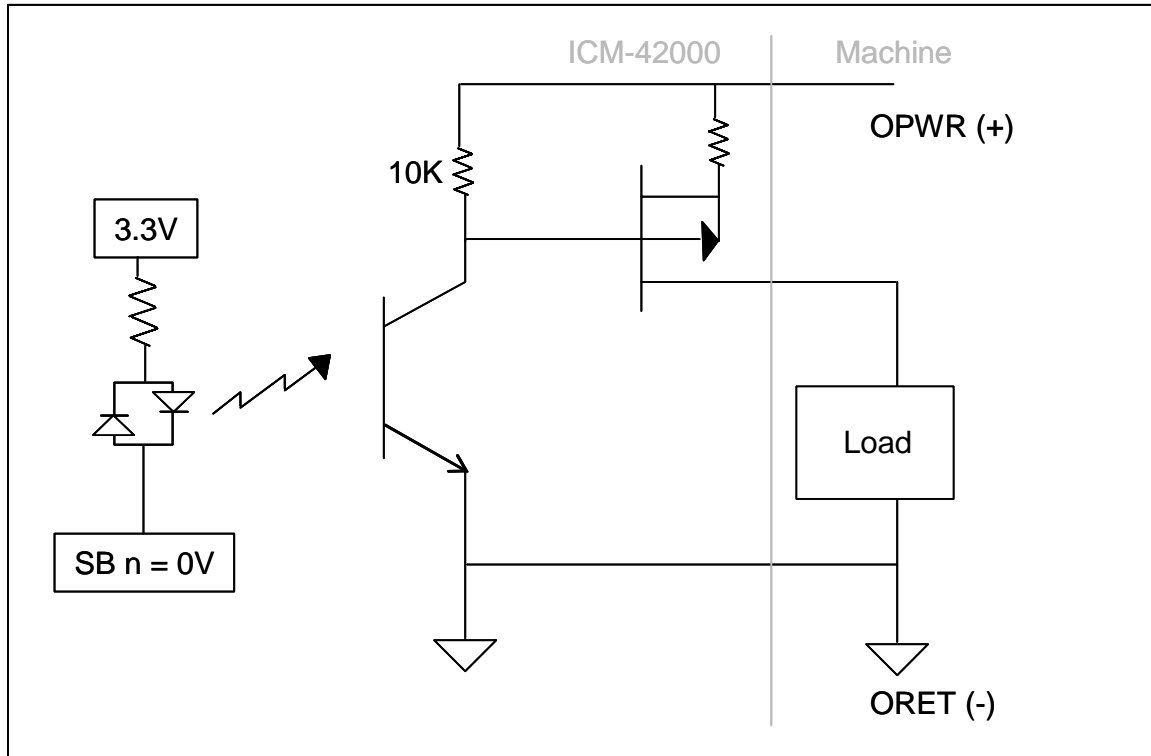 ICM-42000
Machine
OPWR (+)
10K
3.3V
Load
SB n = 0V
ORET (-)